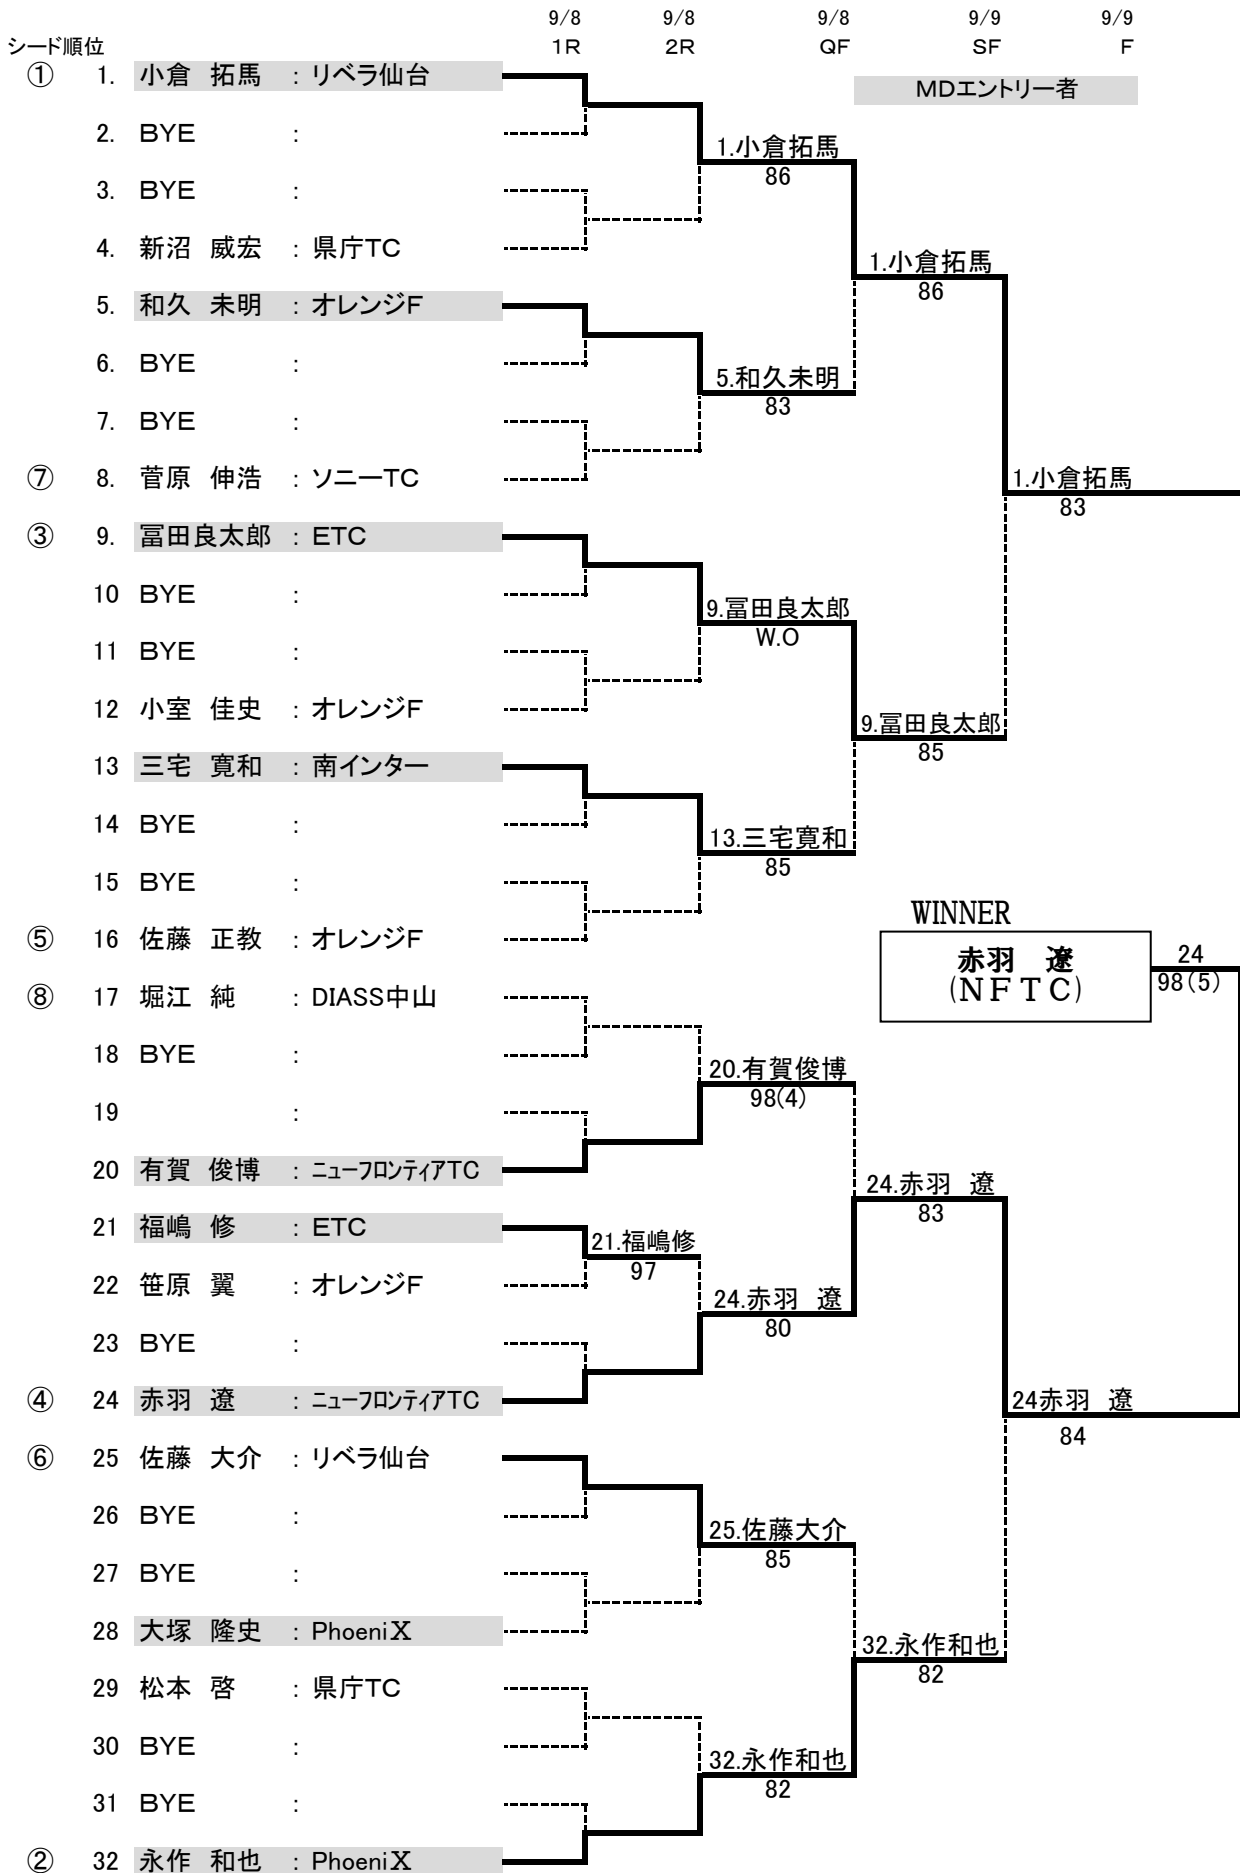 9/8 9/8 9/8 9/9 9/9
シード順位 1R 2R QF SF F
① 1. 小倉 拓馬 : リベラ仙台
MDエントリー者
2. BYE :
1.小倉拓馬
86
3. BYE :
4. 新沼 威宏 : 県庁TC
1.小倉拓馬
86
5. 和久 未明 : オレンジF
6. BYE :
5.和久未明
83
7. BYE :
⑦ 8. 菅原 伸浩 : ソニーTC
1.小倉拓馬
83
③ 9. 冨田良太郎 : ETC
10 BYE :
9.冨田良太郎
W.O
11 BYE :
12 小室 佳史 : オレンジF
9.冨田良太郎
85
13 三宅 寛和 : 南インター
14 BYE :
13.三宅寛和
85
15 BYE :
WINNER
⑤ 16 佐藤 正教 : オレンジF
赤羽 遼
(NFTC)
24
98(5)
⑧ 17 堀江 純 : DIASS中山
18 BYE :
20.有賀俊博
98(4)
19 :
20 有賀 俊博 : ニューフロンティアTC
24.赤羽 遼
83
21 福嶋 修 : ETC
21.福嶋修
97
22 笹原 翼 : オレンジF
24.赤羽 遼
80
23 BYE :
④ 24 赤羽 遼 : ニューフロンティアTC
24赤羽 遼
84
⑥ 25 佐藤 大介 : リベラ仙台
26 BYE :
25.佐藤大介
85
27 BYE :
28 大塚 隆史 : PhoeniX
32.永作和也
82
29 松本 啓 : 県庁TC
30 BYE :
32.永作和也
82
31 BYE :
② 32 永作 和也 : PhoeniX